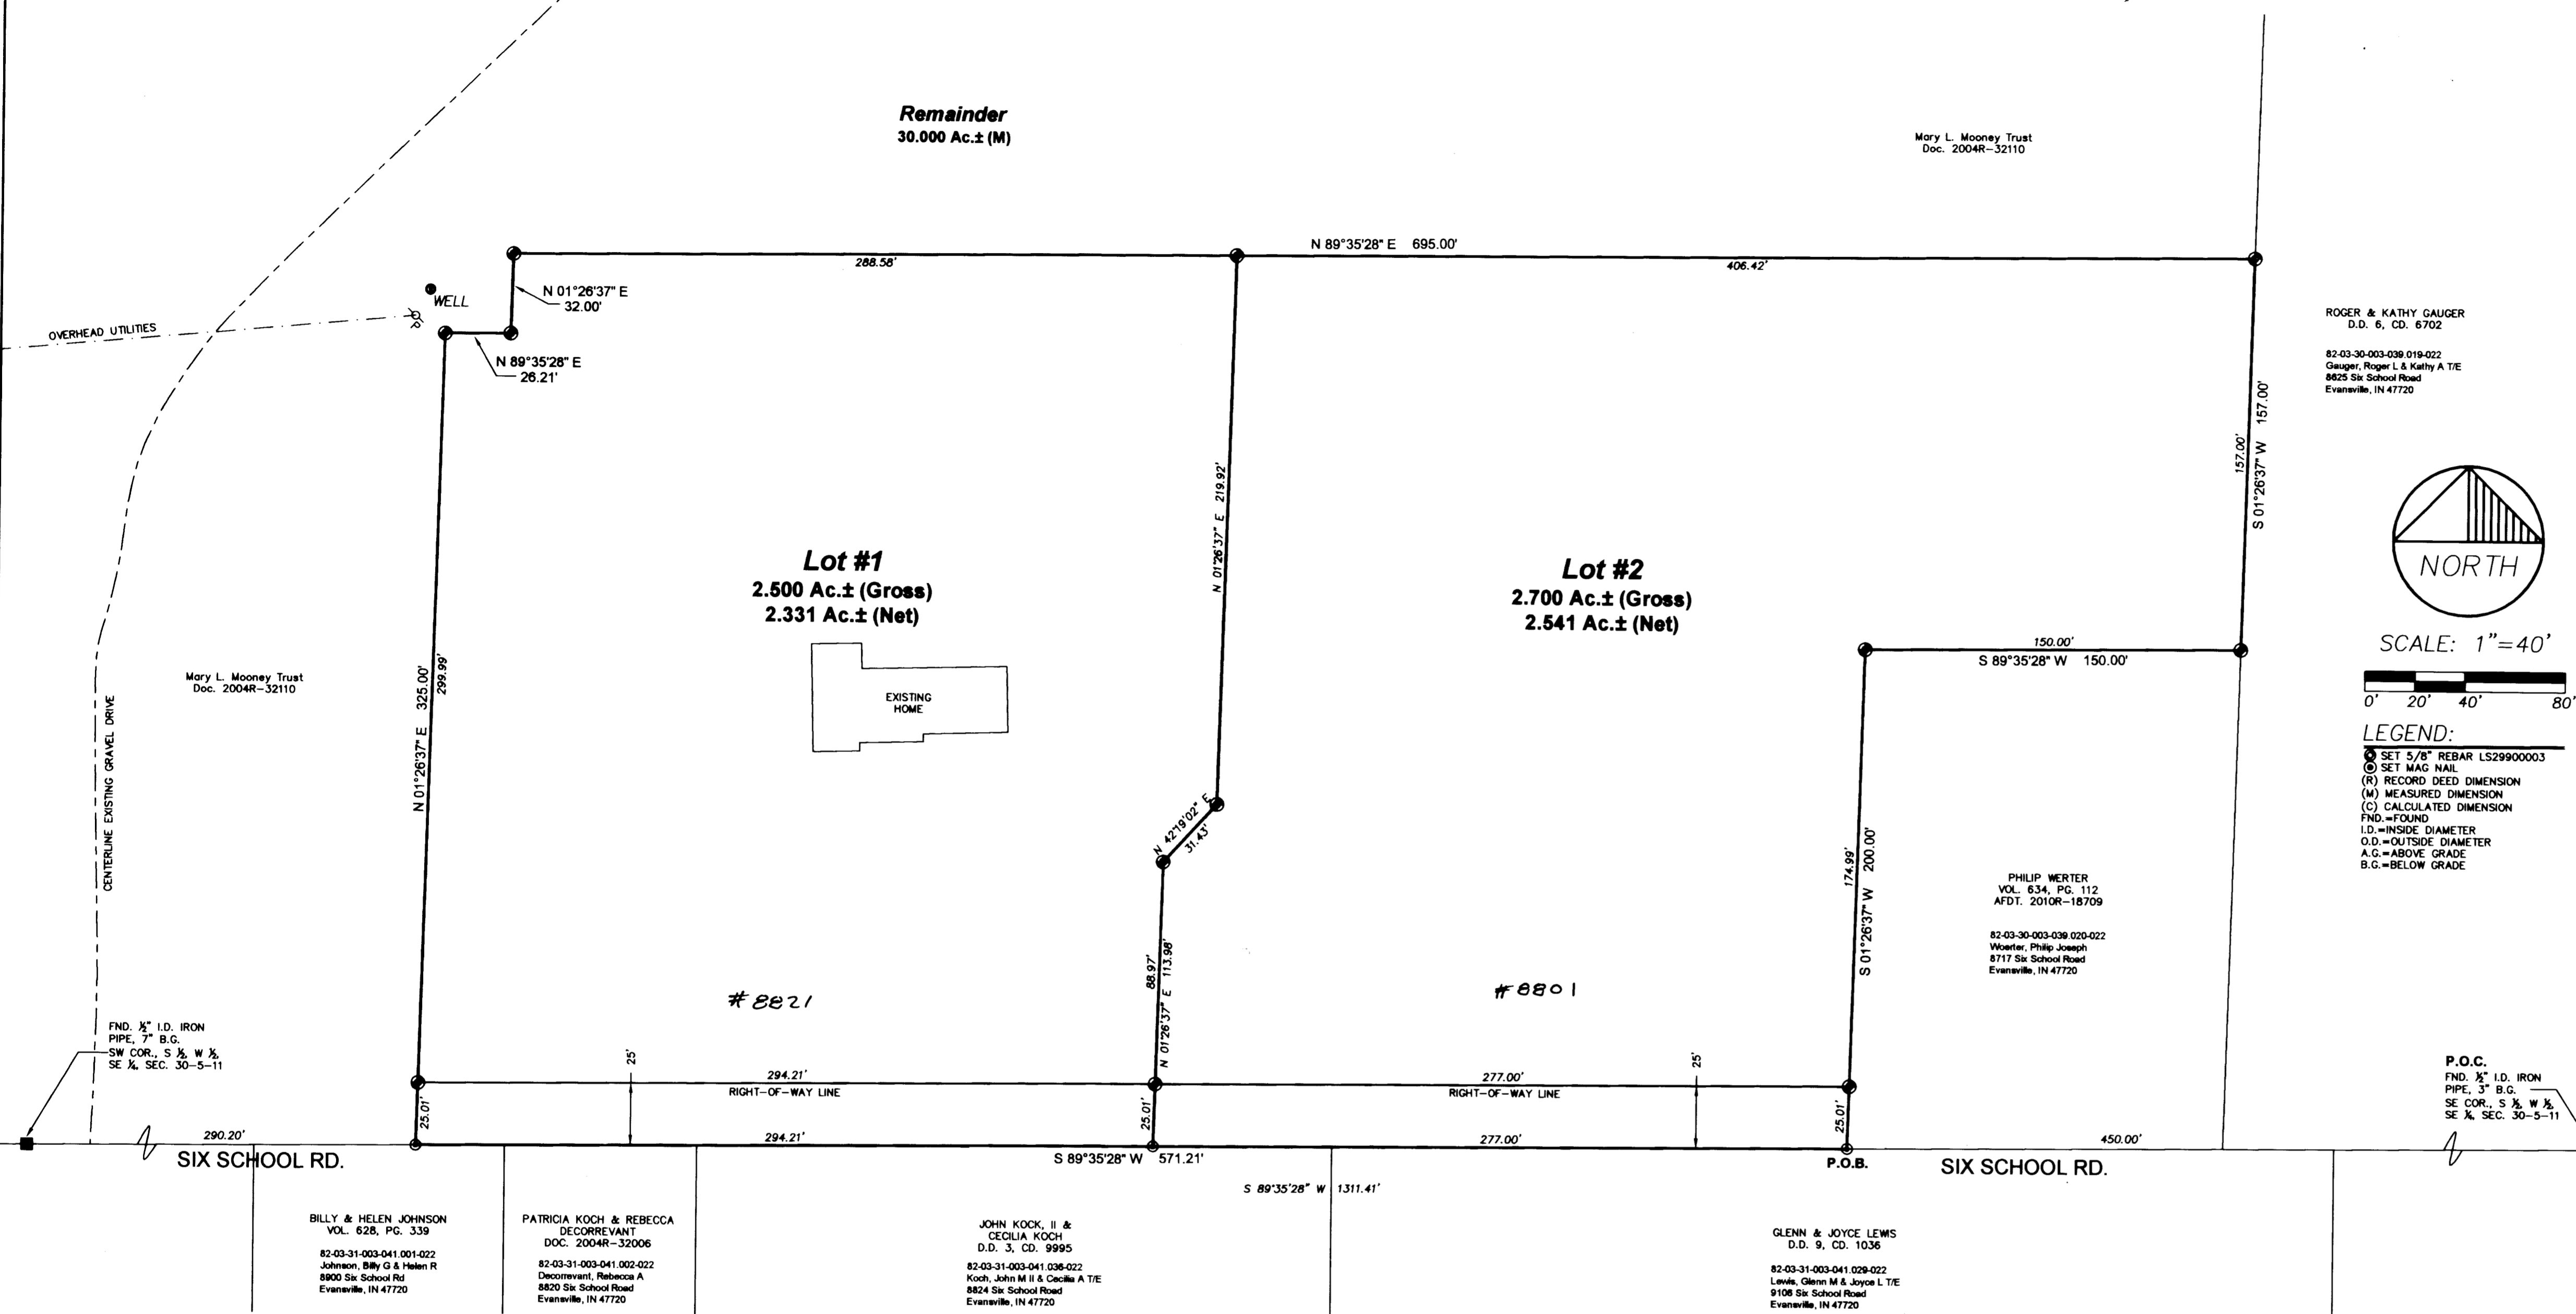 Remainder
30.000 Ac.± (M)
Mary L. Mooney Trust
Doc. 2004R-32110
N 89°35'28" E 695.00'
288.58'
406.42'
N 01°26'37" E
32.00'
WELL
P
OVERHEAD UTILITIES
N 89°35'28" E
26.21'
ROGER & KATHY GAUGER
D.D. 6, CD. 6702
82-03-30-003-039.019-022
Gauger, Roger L & Kathy A T/E
8625 Six School Road
Evansville, IN 47720
157.00'
S 01°26'37" W 157.00'
N 01°26'37" E 219.92'
NORTH
SCALE: 1"=40'
0' 20' 40' 80'
Lot #1
2.500 Ac.± (Gross)
2.331 Ac.± (Net)
Lot #2
2.700 Ac.± (Gross)
2.541 Ac.± (Net)
EXISTING
HOME
150.00'
S 89°35'28" W 150.00'
Mary L. Mooney Trust
Doc. 2004R-32110
CENTERLINE EXISTING GRAVEL DRIVE
N 01°26'37" E 325.00'
299.99'
LEGEND:
SET 5/8" REBAR LS29900003
SET MAG NAIL
(R) RECORD DEED DIMENSION
(M) MEASURED DIMENSION
(C) CALCULATED DIMENSION
FND.=FOUND
I.D.=INSIDE DIAMETER
O.D.=OUTSIDE DIAMETER
A.G.=ABOVE GRADE
B.G.=BELOW GRADE
N 42°19'02" E
31.43'
174.99'
S 01°26'37" W 200.00'
PHILIP WERTER
VOL. 634, PG. 112
AFDT. 2010R-18709
82-03-30-003-039.020-022
Woerter, Philip Joseph
8717 Six School Road
Evansville, IN 47720
88.97'
N 01°26'37" E 113.98'
#8821
#8801
FND. ½" I.D. IRON
PIPE, 7" B.G.
SW COR., S ½, W ½,
SE ¼, SEC. 30-5-11
P.O.C.
FND. ½" I.D. IRON
PIPE, 3" B.G.
SE COR., S ½, W ½,
SE ¼, SEC. 30-5-11
25'
294.21'
RIGHT-OF-WAY LINE
25'
277.00'
RIGHT-OF-WAY LINE
25.01'
25.01'
25.01'
290.20'
294.21'
277.00'
450.00'
SIX SCHOOL RD.
S 89°35'28" W 571.21'
P.O.B.
SIX SCHOOL RD.
S 89°35'28" W 1311.41'
BILLY & HELEN JOHNSON
VOL. 628, PG. 339
82-03-31-003-041.001-022
Johnson, Billy G & Helen R
8900 Six School Rd
Evansville, IN 47720
PATRICIA KOCH & REBECCA
DECORREVANT
DOC. 2004R-32006
82-03-31-003-041.002-022
Decorrevant, Rebecca A
8820 Six School Road
Evansville, IN 47720
JOHN KOCK, II &
CECILIA KOCH
D.D. 3, CD. 9995
82-03-31-003-041.036-022
Koch, John M II & Cecilia A T/E
8824 Six School Road
Evansville, IN 47720
GLENN & JOYCE LEWIS
D.D. 9, CD. 1036
82-03-31-003-041.029-022
Lewis, Glenn M & Joyce L T/E
9106 Six School Road
Evansville, IN 47720